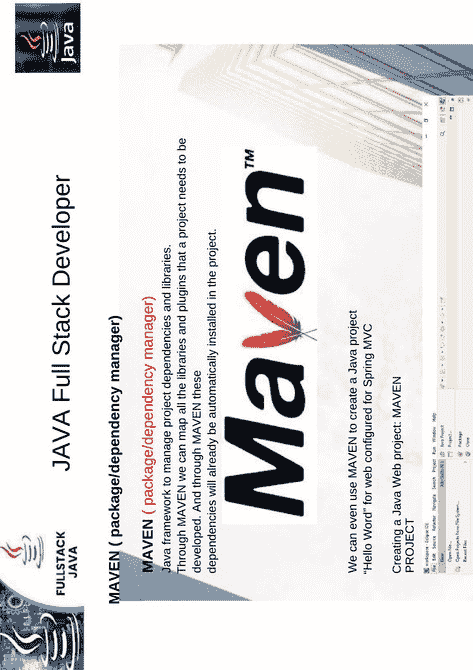 Java
FULLSTACK
JAVA
JAVA Full Stack Developer
MAVEN ( package/dependency manager)
MAVEN ( package/dependency manager)
Java framework to manage project dependencies and libraries.
Through MAVEN we can map all the libraries and plugins that a project needs to be
developed. And through MAVEN these
dependencies will already be automatically installed in the project.
Maven™
We can even use MAVEN to create a Java project
“Hello Word” for web configured for Spring MVC
Creating a Java Web project: MAVEN
PROJECT